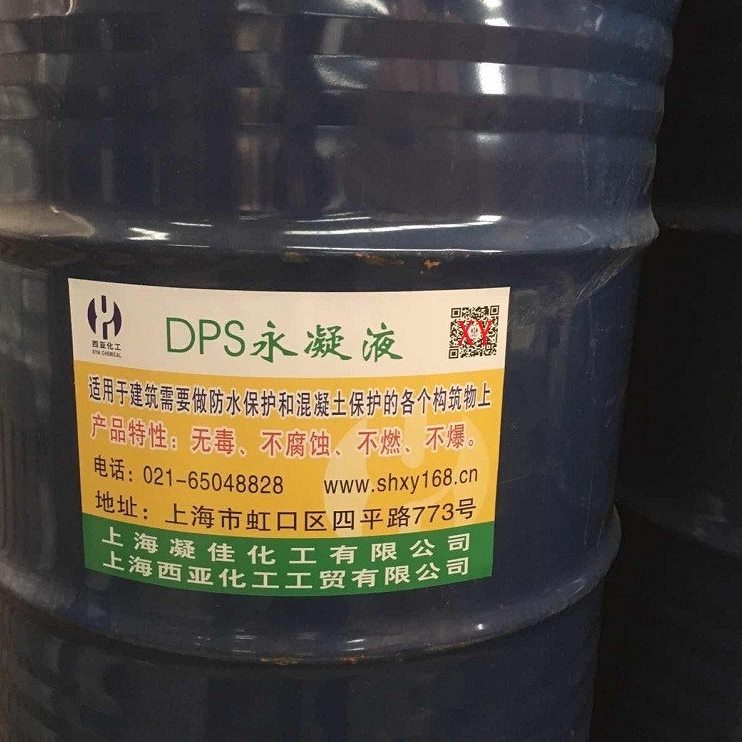 西亚化工
XIYA CHEMICAL
DPS永凝液
XY
适用于建筑需要做防水保护和混凝土保护的各个构筑物上
产品特性：无毒、不腐蚀、不燃、不爆。
电话：021-65048828 www.shxy168.cn
地址：上海市虹口区四平路773号
上海凝佳化工有限公司
上海西亚化工工贸有限公司